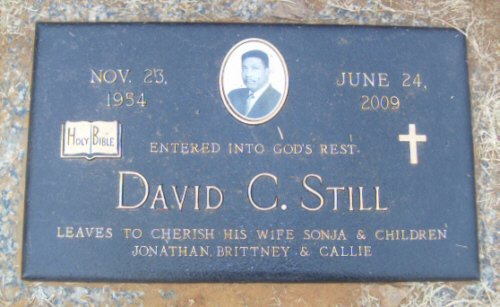 NOV. 23, 1954
JUNE 24, 2009
HOLY BIBLE
ENTERED INTO GOD'S REST
DAVID C. STILL
LEAVES TO CHERISH HIS WIFE SONJA & CHILDREN
JONATHAN, BRITTNEY & CALLIE